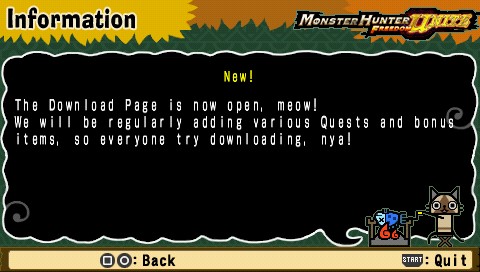 Information
MONSTER HUNTER
FREEDOM UNITE
New!
The Download Page is now open, meow!
We will be regularly adding various Quests and bonus
items, so everyone try downloading, nya!
: Back
START: Quit